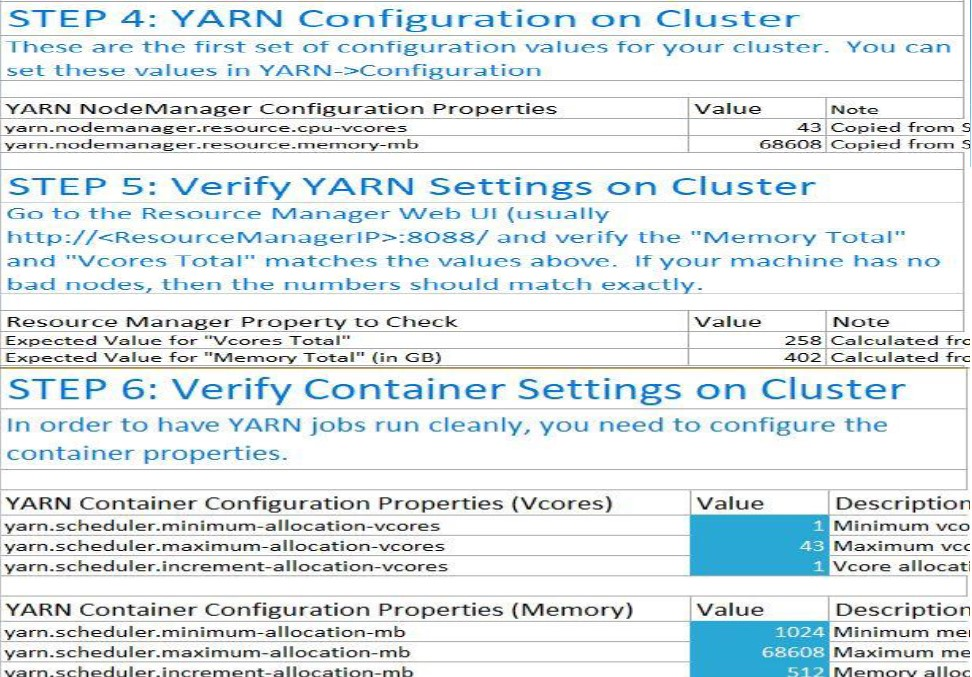 STEP 4: YARN Configuration on Cluster
These are the first set of configuration values for your cluster. You can
set these values in YARN->Configuration
YARN NodeManager Configuration Properties Value Note
yarn.nodemanager.resource.cpu-vcores 43 Copied from S
yarn.nodemanager.resource.memory-mb 68608 Copied from S
STEP 5: Verify YARN Settings on Cluster
Go to the Resource Manager Web UI (usually
http://<ResourceManagerIP>:8088/ and verify the "Memory Total"
and "Vcores Total" matches the values above. If your machine has no
bad nodes, then the numbers should match exactly.
Resource Manager Property to Check Value Note
Expected Value for "Vcores Total" 258 Calculated fro
Expected Value for "Memory Total" (in GB) 402 Calculated fro
STEP 6: Verify Container Settings on Cluster
In order to have YARN jobs run cleanly, you need to configure the
container properties.
YARN Container Configuration Properties (Vcores) Value Description
yarn.scheduler.minimum-allocation-vcores 1 Minimum vco
yarn.scheduler.maximum-allocation-vcores 43 Maximum vco
yarn.scheduler.increment-allocation-vcores 1 Vcore allocati
YARN Container Configuration Properties (Memory) Value Description
yarn.scheduler.minimum-allocation-mb 1024 Minimum me
yarn.scheduler.maximum-allocation-mb 68608 Maximum me
yarn.scheduler.increment-allocation-mb 512 Memory alloc